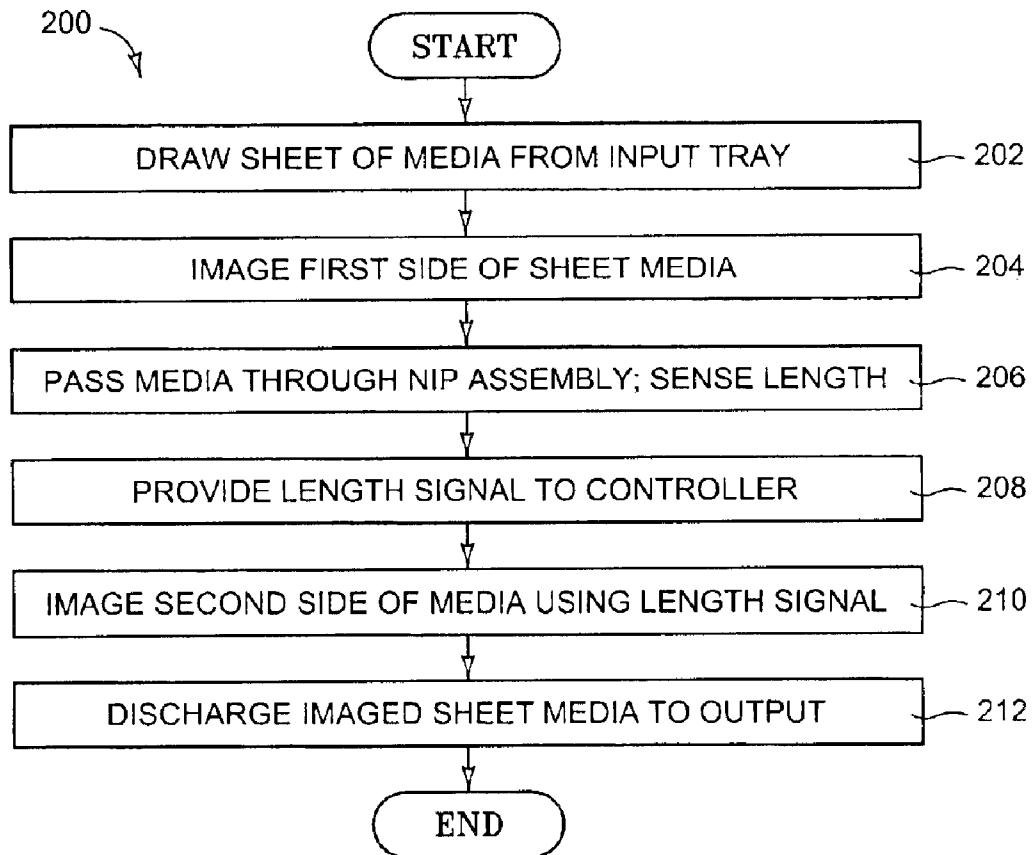 200
START
DRAW SHEET OF MEDIA FROM INPUT TRAY 202
IMAGE FIRST SIDE OF SHEET MEDIA 204
PASS MEDIA THROUGH NIP ASSEMBLY; SENSE LENGTH 206
PROVIDE LENGTH SIGNAL TO CONTROLLER 208
IMAGE SECOND SIDE OF MEDIA USING LENGTH SIGNAL 210
DISCHARGE IMAGED SHEET MEDIA TO OUTPUT 212
END